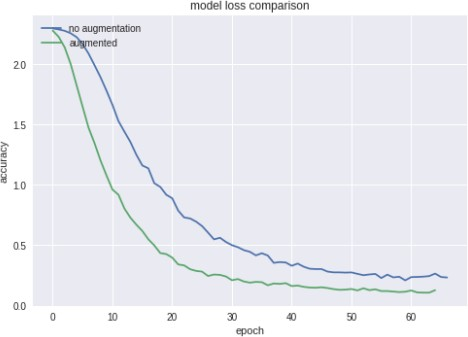 model loss comparison
no augmentation
augmented
accuracy
2.0
1.5
1.0
0.5
0.0
0 10 20 30 40 50 60
epoch